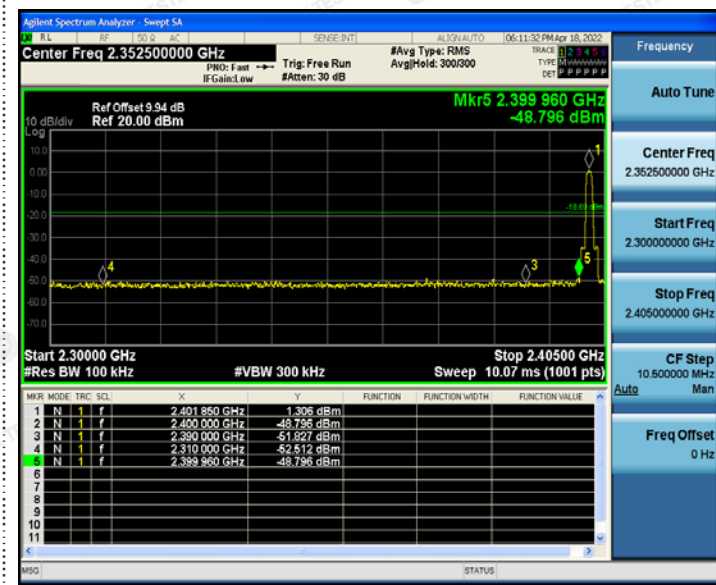 Agilent Spectrum Analyzer - Swept SA
RL RF 50 Ω AC SENSE:INT ALIGN AUTO 06:11:32 PM Apr 18, 2022
Center Freq 2.352500000 GHz
PNO: Fast
IFGain:Low
Trig: Free Run
#Atten: 30 dB
#Avg Type: RMS
Avg|Hold: 300/300
TRACE 1 2 3 4 5 6
TYPE M
DET P P P P P P
Frequency
Ref Offset 9.94 dB
10 dB/div Ref 20.00 dBm
Log
Mkr5 2.399 960 GHz
-48.796 dBm
10.0
0.00
-10.0
-20.0
-30.0
-40.0
-60.0
-70.0
1
-18.69 dBm
4
3
5
Start 2.30000 GHz Stop 2.40500 GHz
#Res BW 100 kHz #VBW 300 kHz Sweep 10.07 ms (1001 pts)
MKR MODE TRC SCL X Y FUNCTION FUNCTION WIDTH FUNCTION VALUE
1 N 1 f 2.401 850 GHz 1.306 dBm
2 N 1 f 2.400 000 GHz -48.796 dBm
3 N 1 f 2.390 000 GHz -51.827 dBm
4 N 1 f 2.310 000 GHz -52.512 dBm
5 N 1 f 2.399 960 GHz -48.796 dBm
6
7
8
9
10
11
MSG STATUS
Auto Tune
Center Freq
2.352500000 GHz
Start Freq
2.300000000 GHz
Stop Freq
2.405000000 GHz
CF Step
10.500000 MHz
Auto Man
Freq Offset
0 Hz